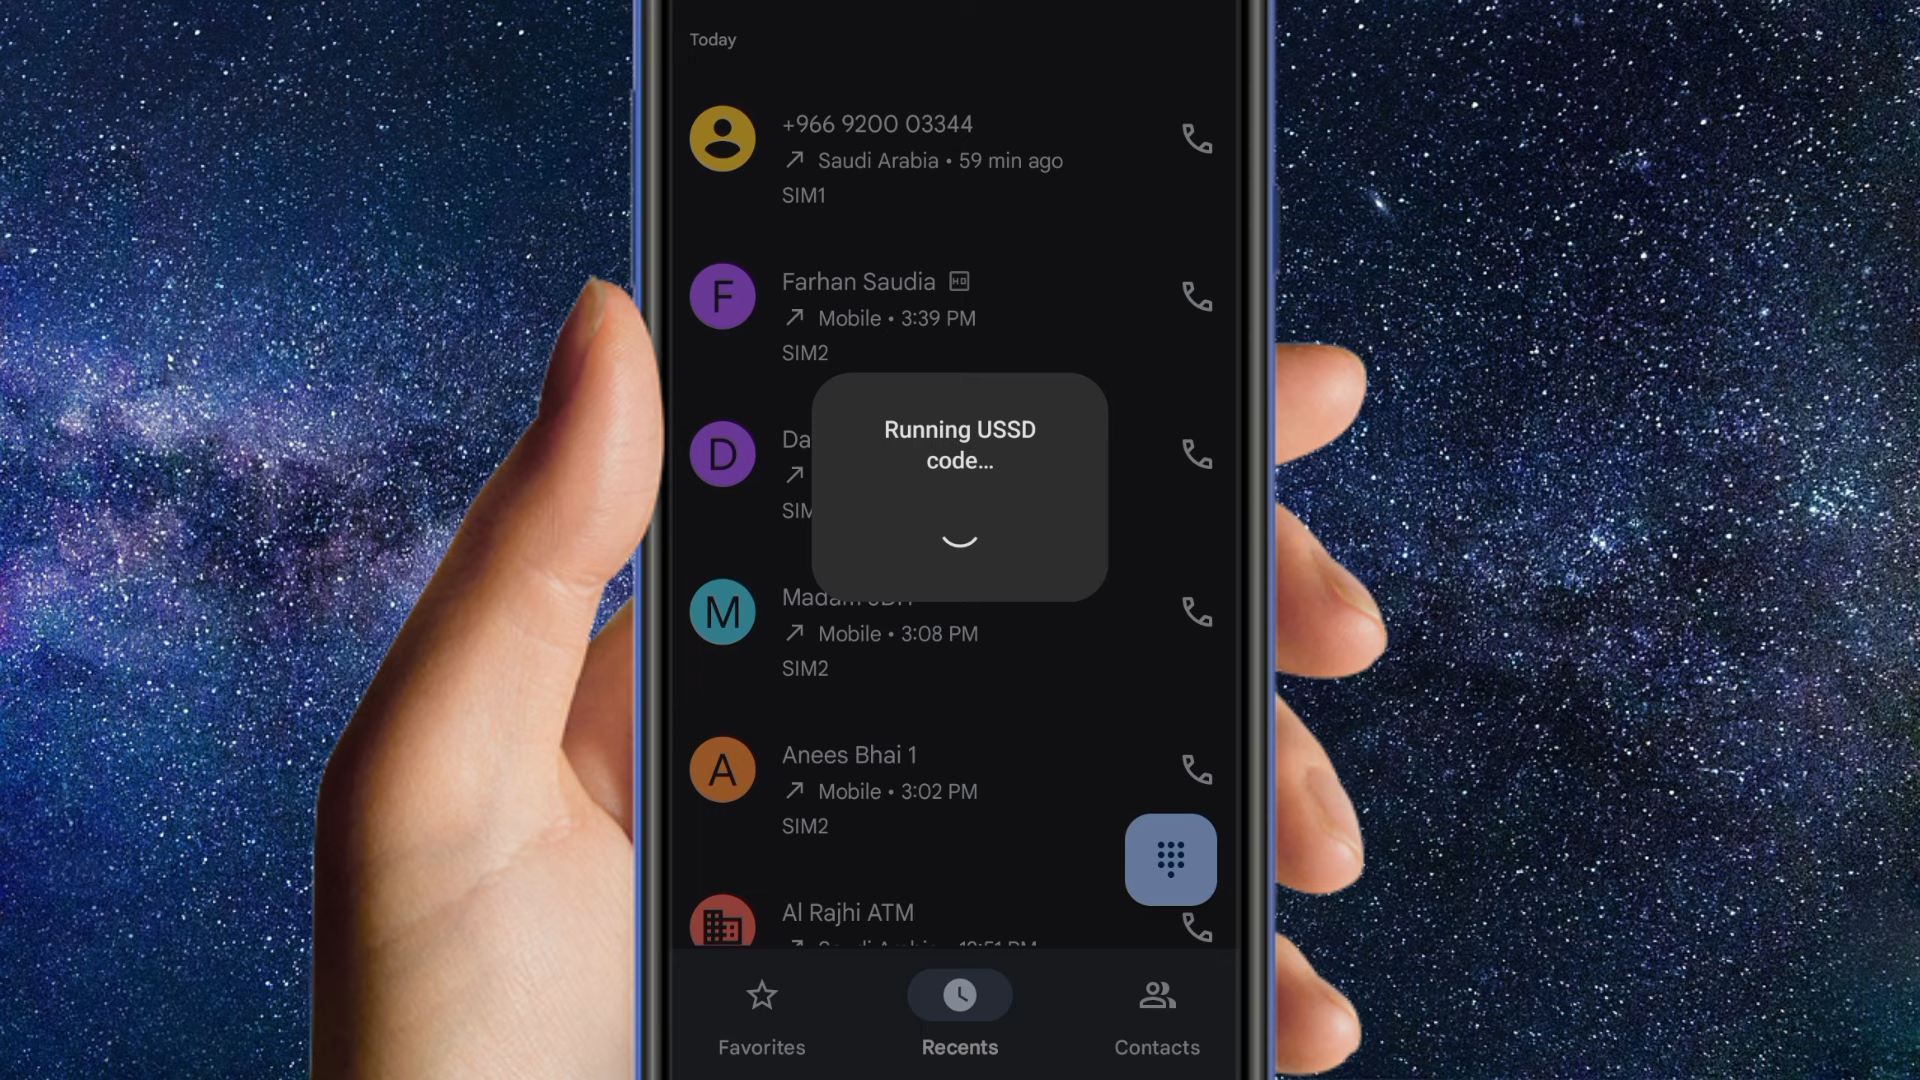 Today
+966 9200 03344
Saudi Arabia • 59 min ago
SIM1
F
Farhan Saudia HD
Mobile • 3:39 PM
SIM2
D
Running USSD
code...
M
Madam
Mobile • 3:08 PM
SIM2
A
Anees Bhai 1
Mobile • 3:02 PM
SIM2
Al Rajhi ATM
Favorites
Recents
Contacts